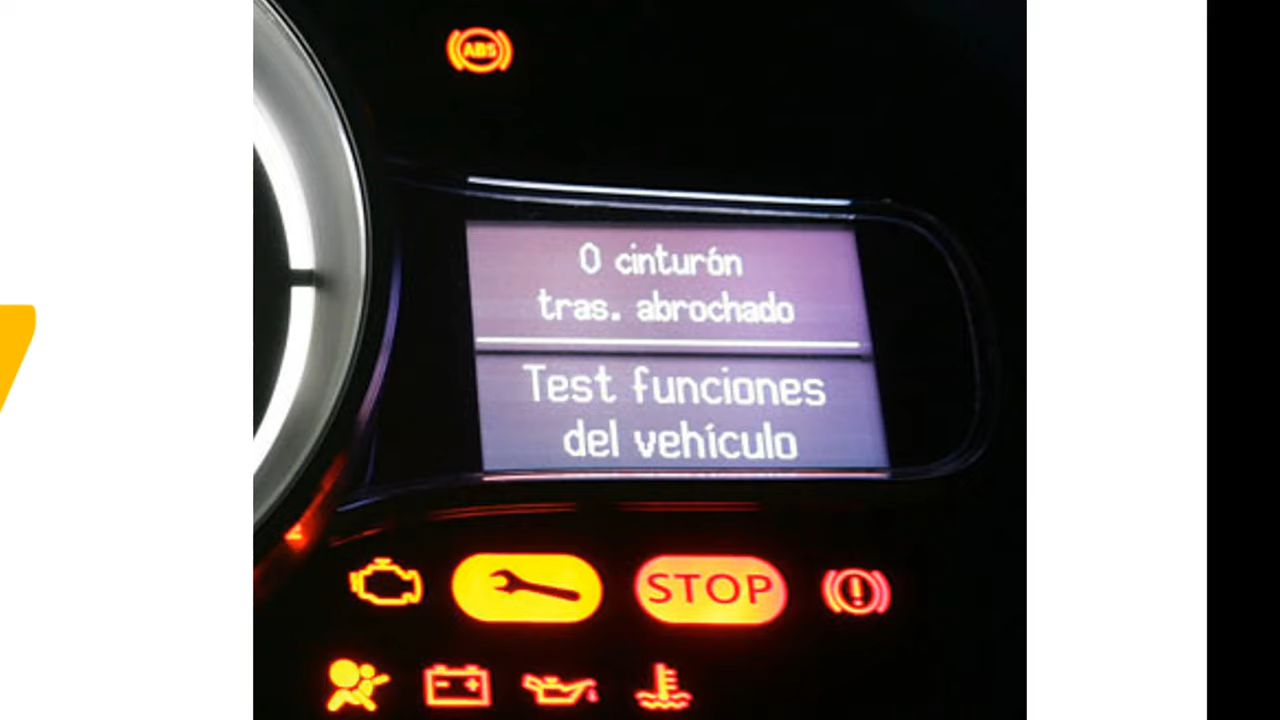 ABS
0 cinturón
tras. abrochado
Test funciones
del vehículo
STOP